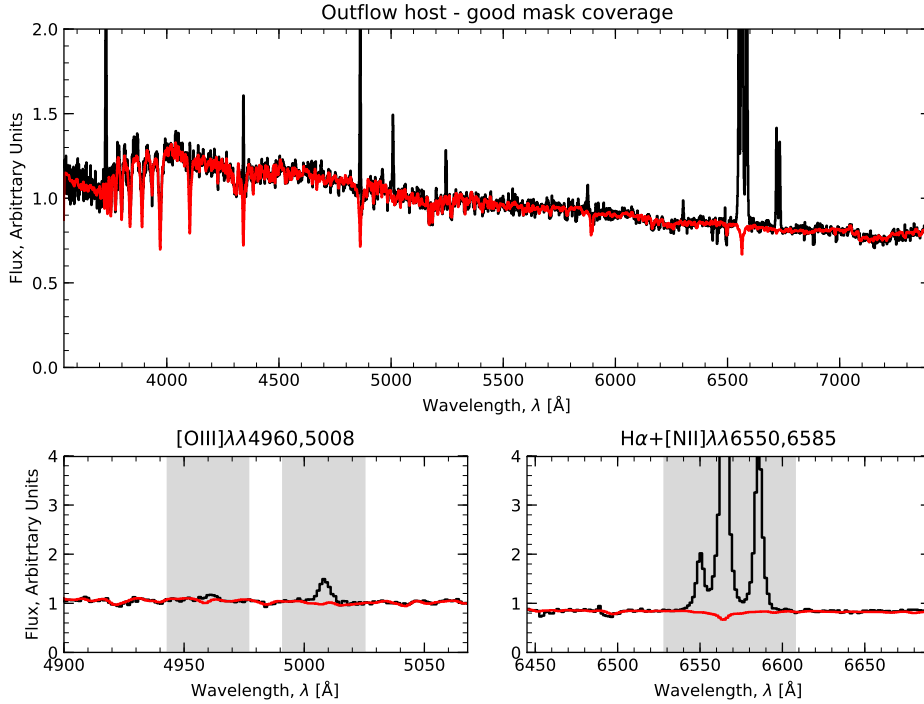 Outflow host - good mask coverage
Flux, Arbitrtary Units
2.0
1.5
1.0
0.5
0.0
4000 4500 5000 5500 6000 6500 7000
Wavelength, λ [Å]
[OIII]λλ4960,5008
Flux, Arbitrtary Units
4
3
2
1
0
4900 4950 5000 5050
Wavelength, λ [Å]
Hα+[NII]λλ6550,6585
4
3
2
1
0
6450 6500 6550 6600 6650
Wavelength, λ [Å]